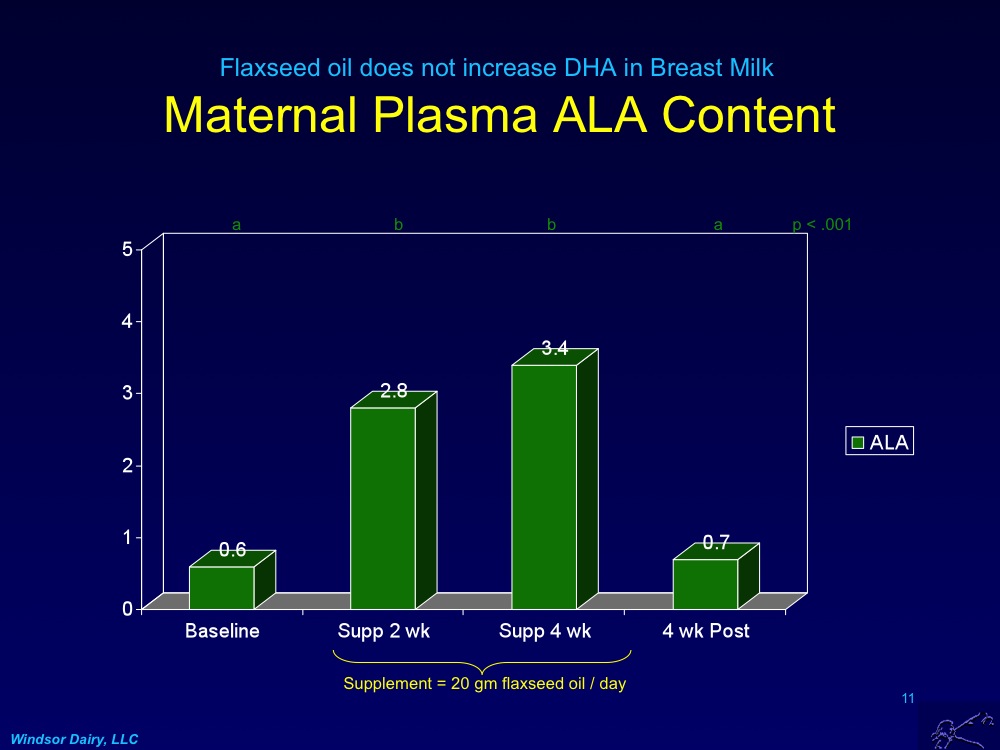 Flaxseed oil does not increase DHA in Breast Milk
Maternal Plasma ALA Content
a b b a p < .001
5
4
3
2
1
0
0.6
2.8
3.4
0.7
ALA
Baseline Supp 2 wk Supp 4 wk 4 wk Post
Supplement = 20 gm flaxseed oil / day
11
Windsor Dairy, LLC